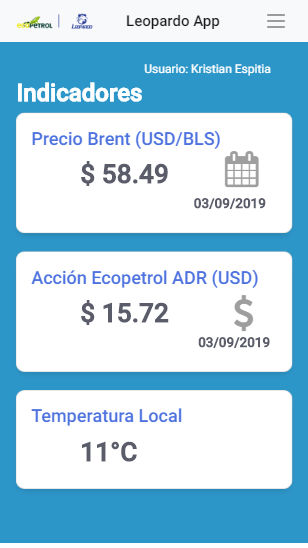 ecopetrol
Leopardo App
Usuario: Kristian Espitia
Indicadores
Precio Brent (USD/BLS)
$ 58.49
03/09/2019
Acción Ecopetrol ADR (USD)
$ 15.72
$
03/09/2019
Temperatura Local
11°C